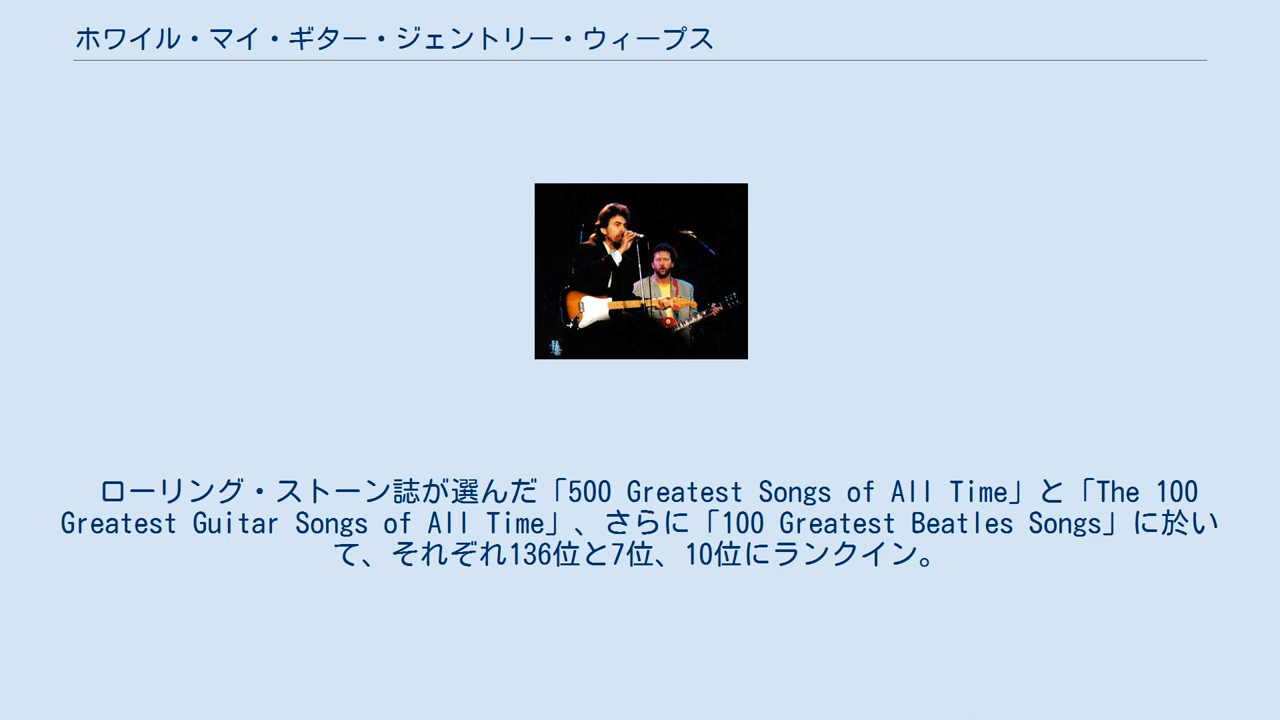 ホワイル・マイ・ギター・ジェントリー・ウィープス
ローリング・ストーン誌が選んだ「500 Greatest Songs of All Time」と「The 100
Greatest Guitar Songs of All Time」、さらに「100 Greatest Beatles Songs」に於い
て、それぞれ136位と7位、10位にランクイン。